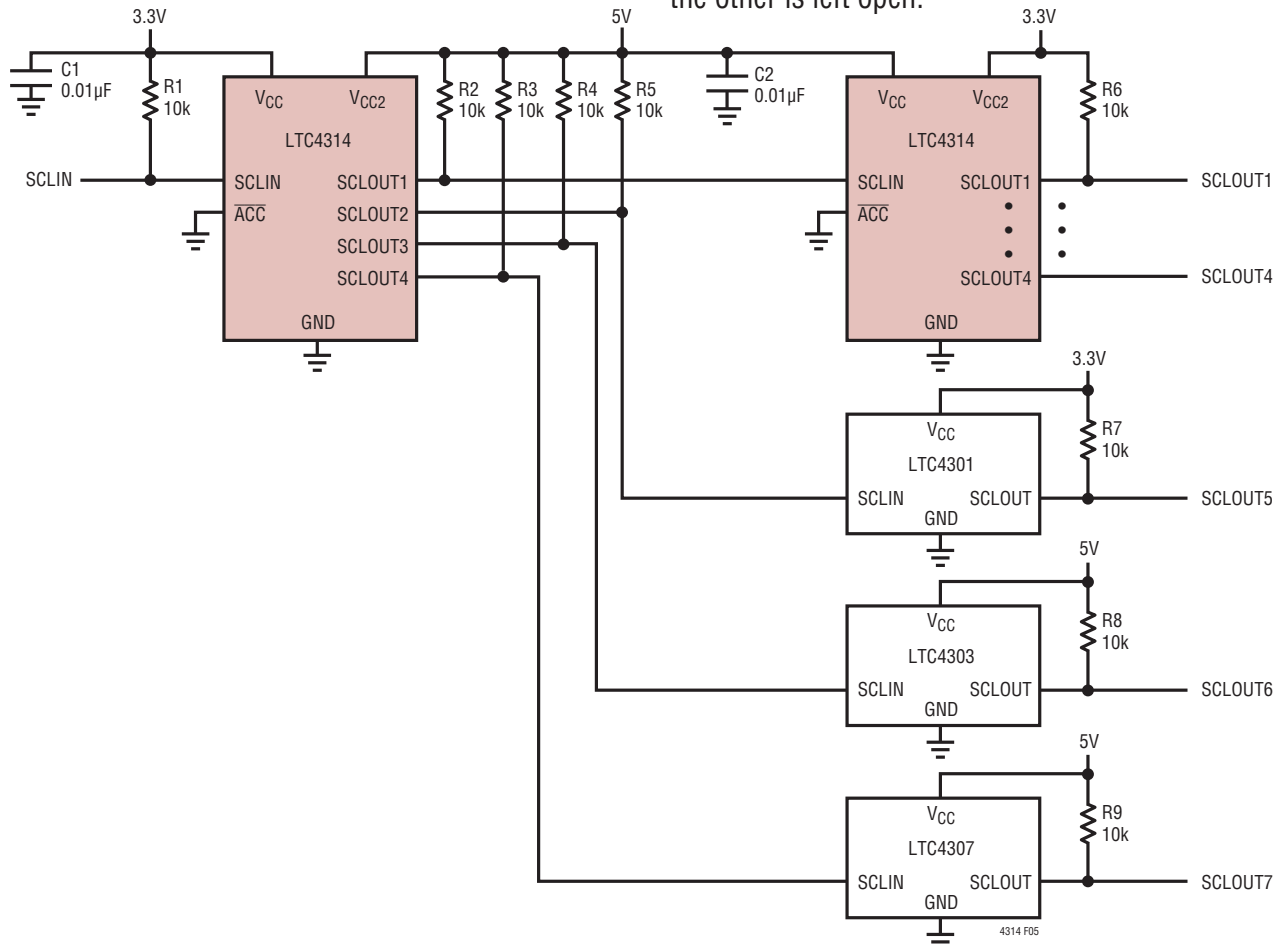 the other is left open.
3.3V
5V
3.3V
C1
0.01µF
R1
10k
VCC
VCC2
LTC4314
SCLIN
SCLIN
ACC
SCLOUT1
SCLOUT2
SCLOUT3
SCLOUT4
GND
R2
10k
R3
10k
R4
10k
R5
10k
C2
0.01µF
VCC
VCC2
LTC4314
SCLIN
ACC
SCLOUT1
SCLOUT4
GND
R6
10k
SCLOUT1
SCLOUT4
3.3V
VCC
LTC4301
SCLIN
SCLOUT
GND
R7
10k
SCLOUT5
5V
VCC
LTC4303
SCLIN
SCLOUT
GND
R8
10k
SCLOUT6
5V
VCC
LTC4307
SCLIN
SCLOUT
GND
R9
10k
SCLOUT7
4314 F05